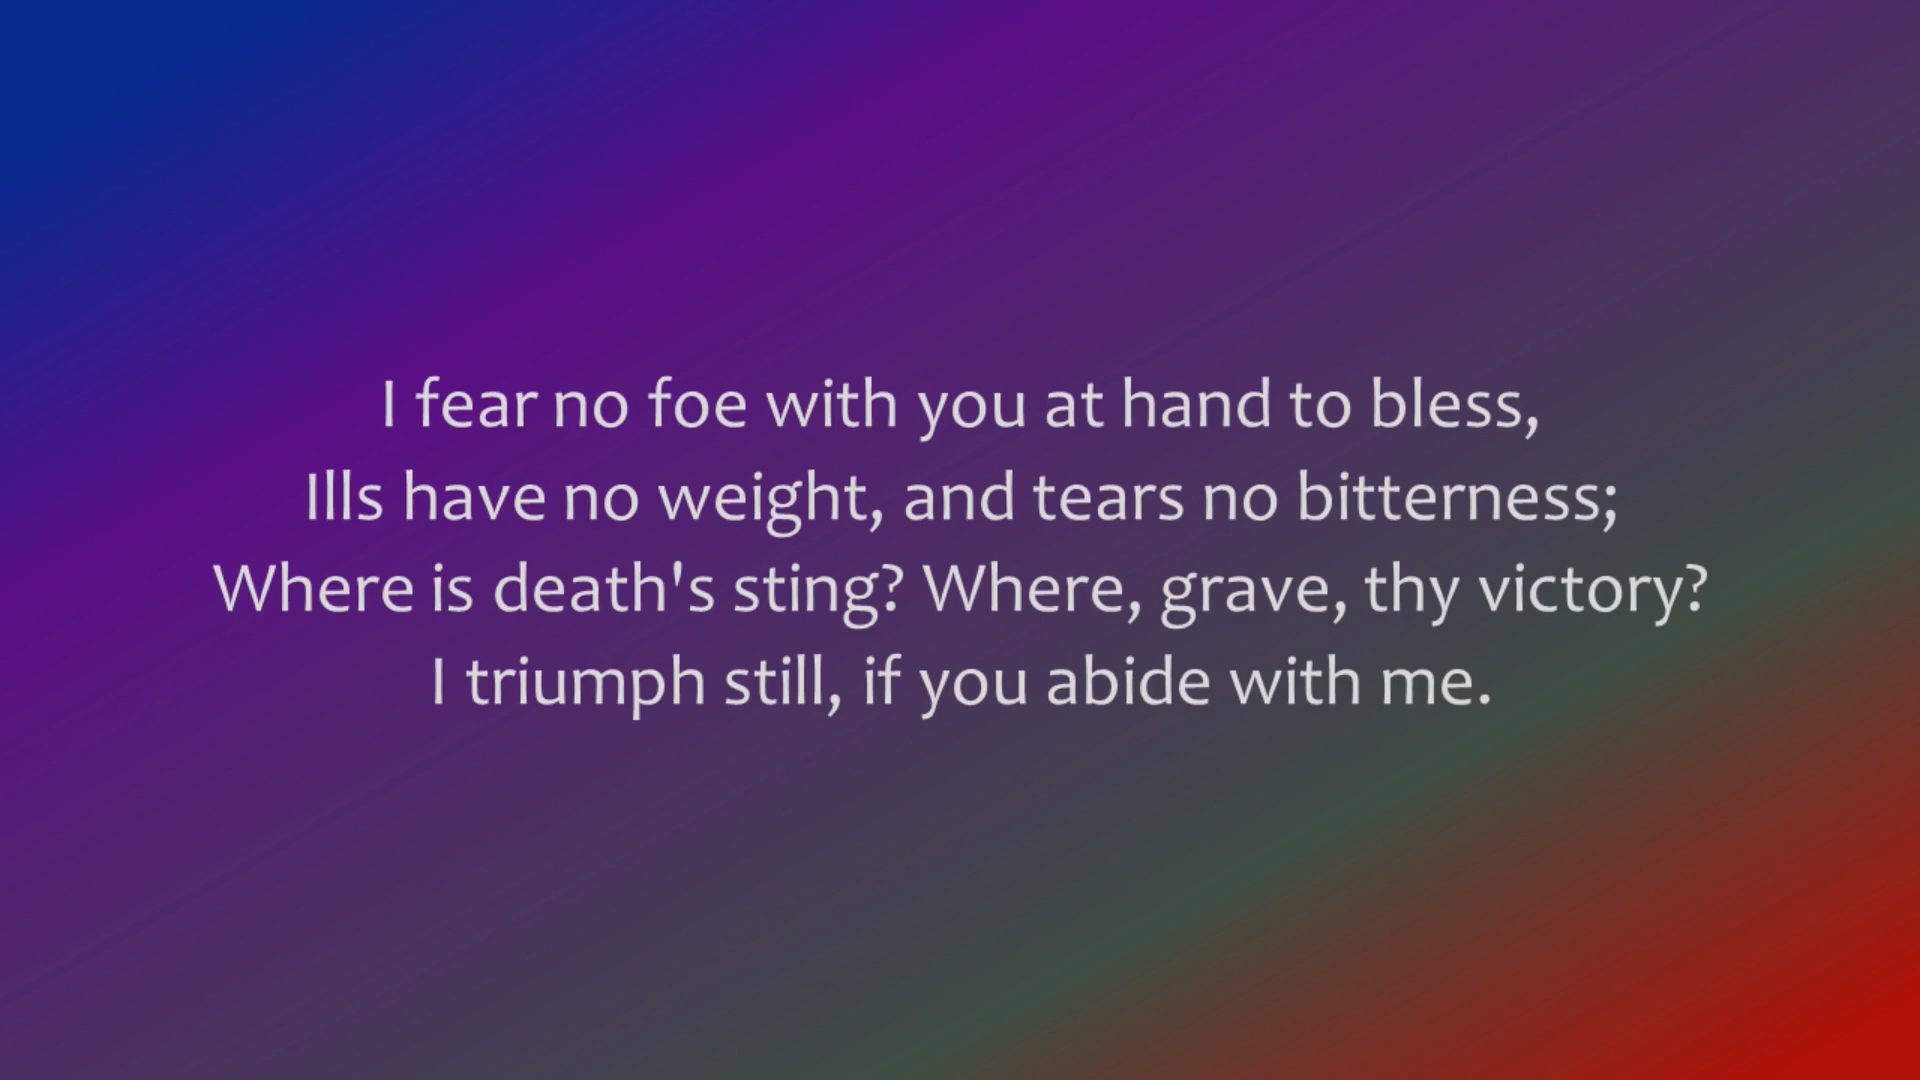 I fear no foe with you at hand to bless,
Ills have no weight, and tears no bitterness;
Where is death's sting? Where, grave, thy victory?
I triumph still, if you abide with me.